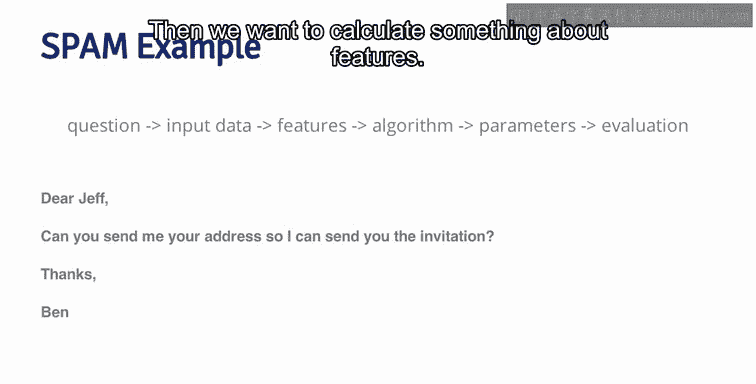 Then we want to calculate something about
features.
SPAM Example
question -> input data -> features -> algorithm -> parameters -> evaluation
Dear Jeff,
Can you send me your address so I can send you the invitation?
Thanks,
Ben